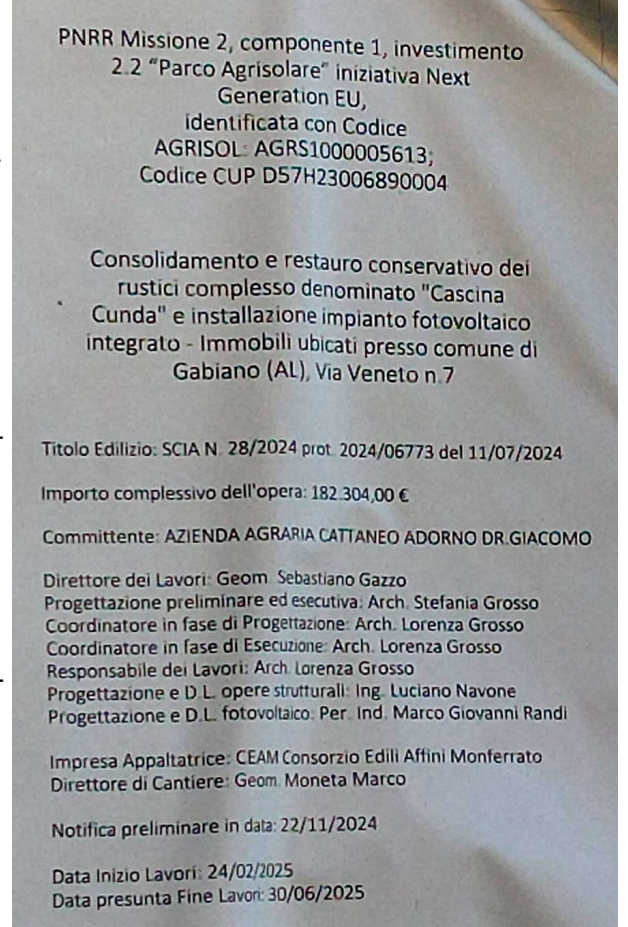 PNRR Missione 2, componente 1, investimento
2.2 "Parco Agrisolare" iniziativa Next
Generation EU,
identificata con Codice
AGRISOL: AGRS1000005613;
Codice CUP D57H23006890004
Consolidamento e restauro conservativo dei
rustici complesso denominato "Cascina
Cunda" e installazione impianto fotovoltaico
integrato - Immobili ubicati presso comune di
Gabiano (AL), Via Veneto n.7
Titolo Edilizio: SCIA N. 28/2024 prot. 2024/06773 del 11/07/2024
Importo complessivo dell'opera: 182.304,00 €
Committente: AZIENDA AGRARIA CATTANEO ADORNO DR.GIACOMO
Direttore dei Lavori: Geom. Sebastiano Gazzo
Progettazione preliminare ed esecutiva: Arch. Stefania Grosso
Coordinatore in fase di Progettazione: Arch. Lorenza Grosso
Coordinatore in fase di Esecuzione: Arch. Lorenza Grosso
Responsabile dei Lavori: Arch. Lorenza Grosso
Progettazione e D.L. opere strutturali: Ing. Luciano Navone
Progettazione e D.L. fotovoltaico: Per. Ind. Marco Giovanni Randi
Impresa Appaltatrice: CEAM Consorzio Edili Affini Monferrato
Direttore di Cantiere: Geom. Moneta Marco
Notifica preliminare in data: 22/11/2024
Data Inizio Lavori: 24/02/2025
Data presunta Fine Lavori: 30/06/2025